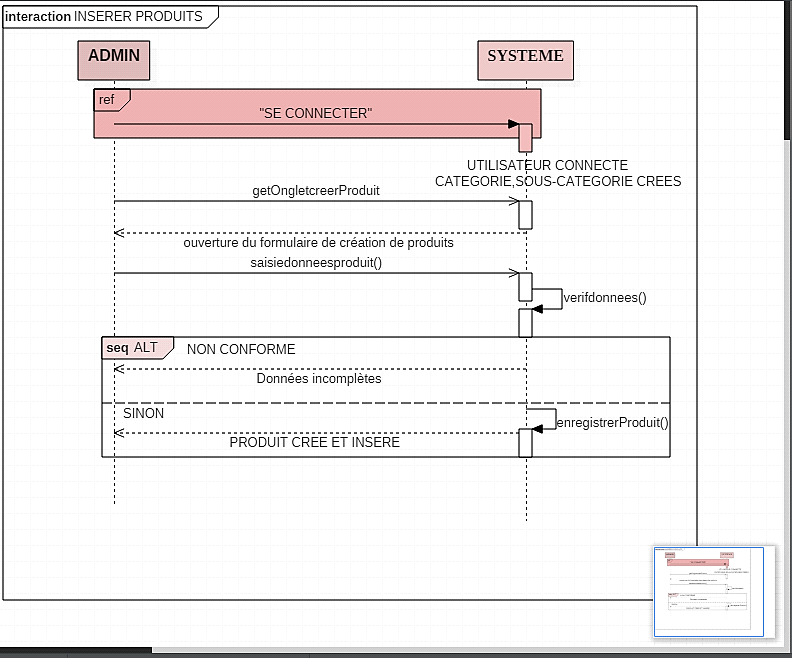 interaction INSERER PRODUITS
ADMIN
SYSTEME
ref
"SE CONNECTER"
UTILISATEUR CONNECTE
CATEGORIE,SOUS-CATEGORIE CREES
getOngletcreerProduit
ouverture du formulaire de création de produits
saisiedonneesproduit()
verifdonnees()
seq ALT
NON CONFORME
Données incomplètes
SINON
enregistrerProduit()
PRODUIT CREE ET INSERE